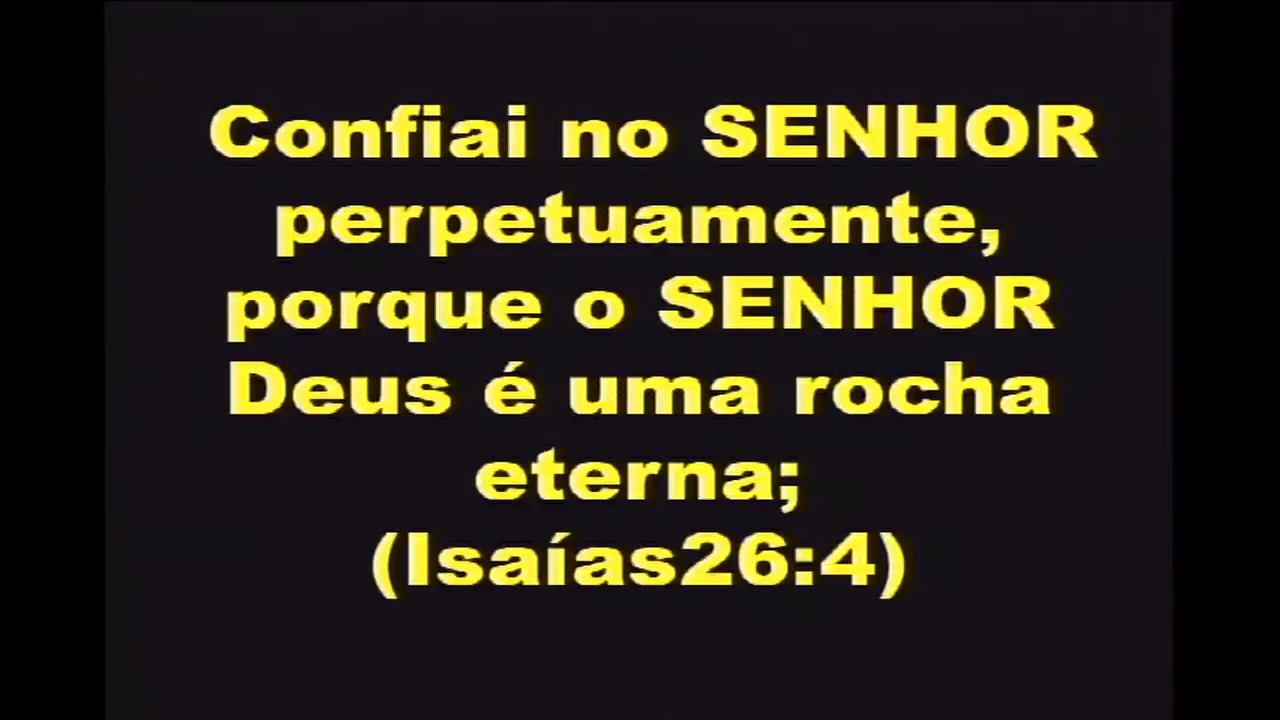 Confiai no SENHOR
perpetuamente,
porque o SENHOR
Deus é uma rocha
eterna;
(Isaías26:4)